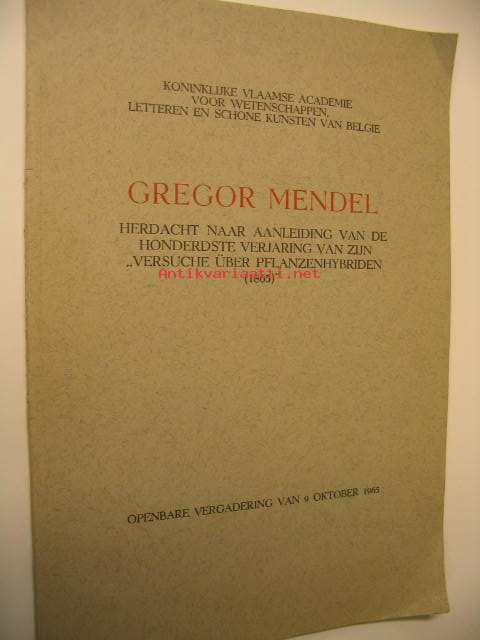 KONINKLIJKE VLAAMSE ACADEMIE
VOOR WETENSCHAPPEN,
LETTEREN EN SCHONE KUNSTEN VAN BELGIE
GREGOR MENDEL
HERDACHT NAAR AANLEIDING VAN DE
HONDERDSTE VERJARING VAN ZIJN
„VERSUCHE ÜBER PFLANZENHYBRIDEN
Antikvariaatti.net
(1865)"
OPENBARE VERGADERING VAN 9 OKTOBER 1965